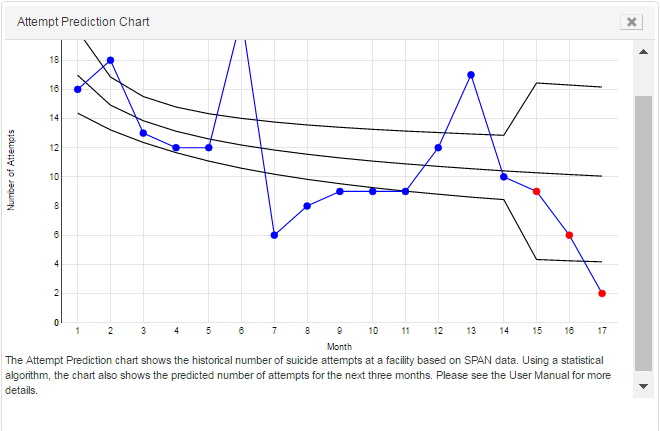 Attempt Prediction Chart
18
16
14
12
10
8
6
4
2
0
Number of Attempts
1 2 3 4 5 6 7 8 9 10 11 12 13 14 15 16 17
Month
The Attempt Prediction chart shows the historical number of suicide attempts at a facility based on SPAN data. Using a statistical
algorithm, the chart also shows the predicted number of attempts for the next three months. Please see the User Manual for more
details.